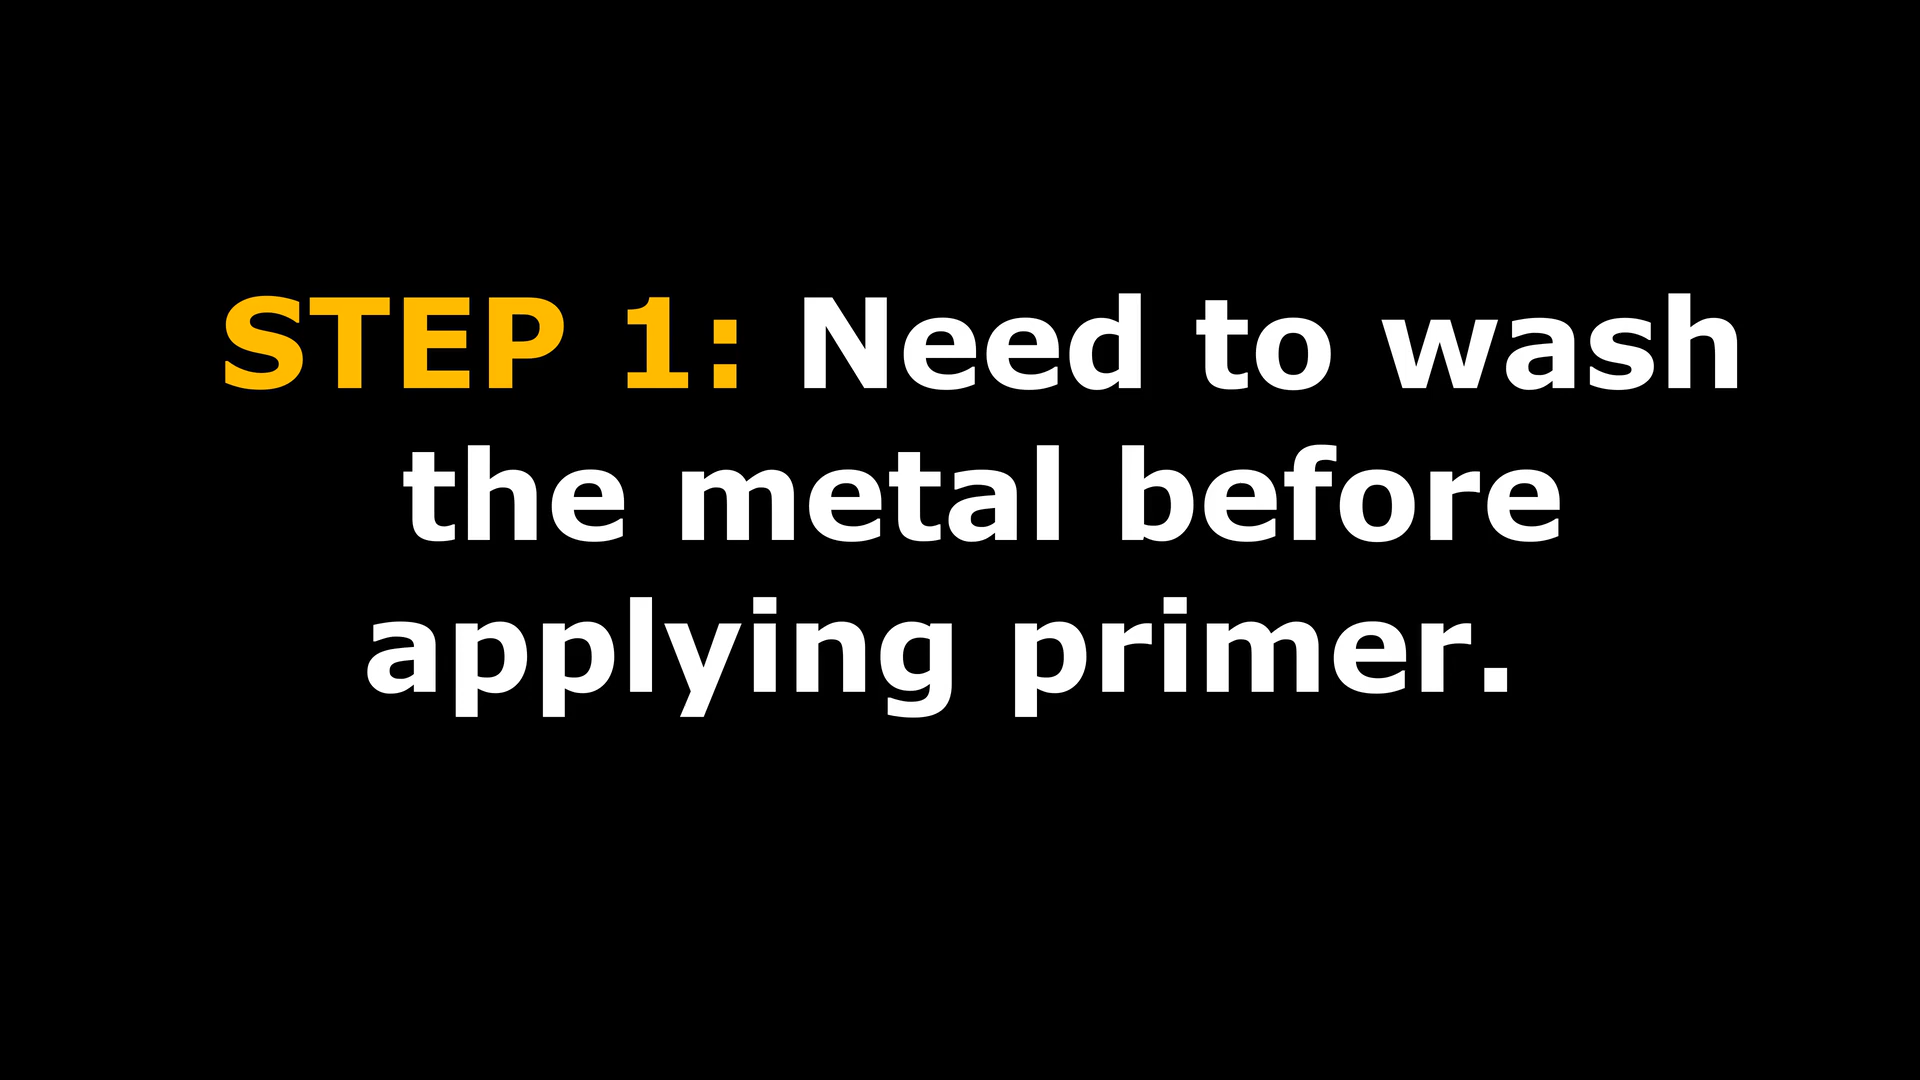 STEP 1: Need to wash
the metal before
applying primer.